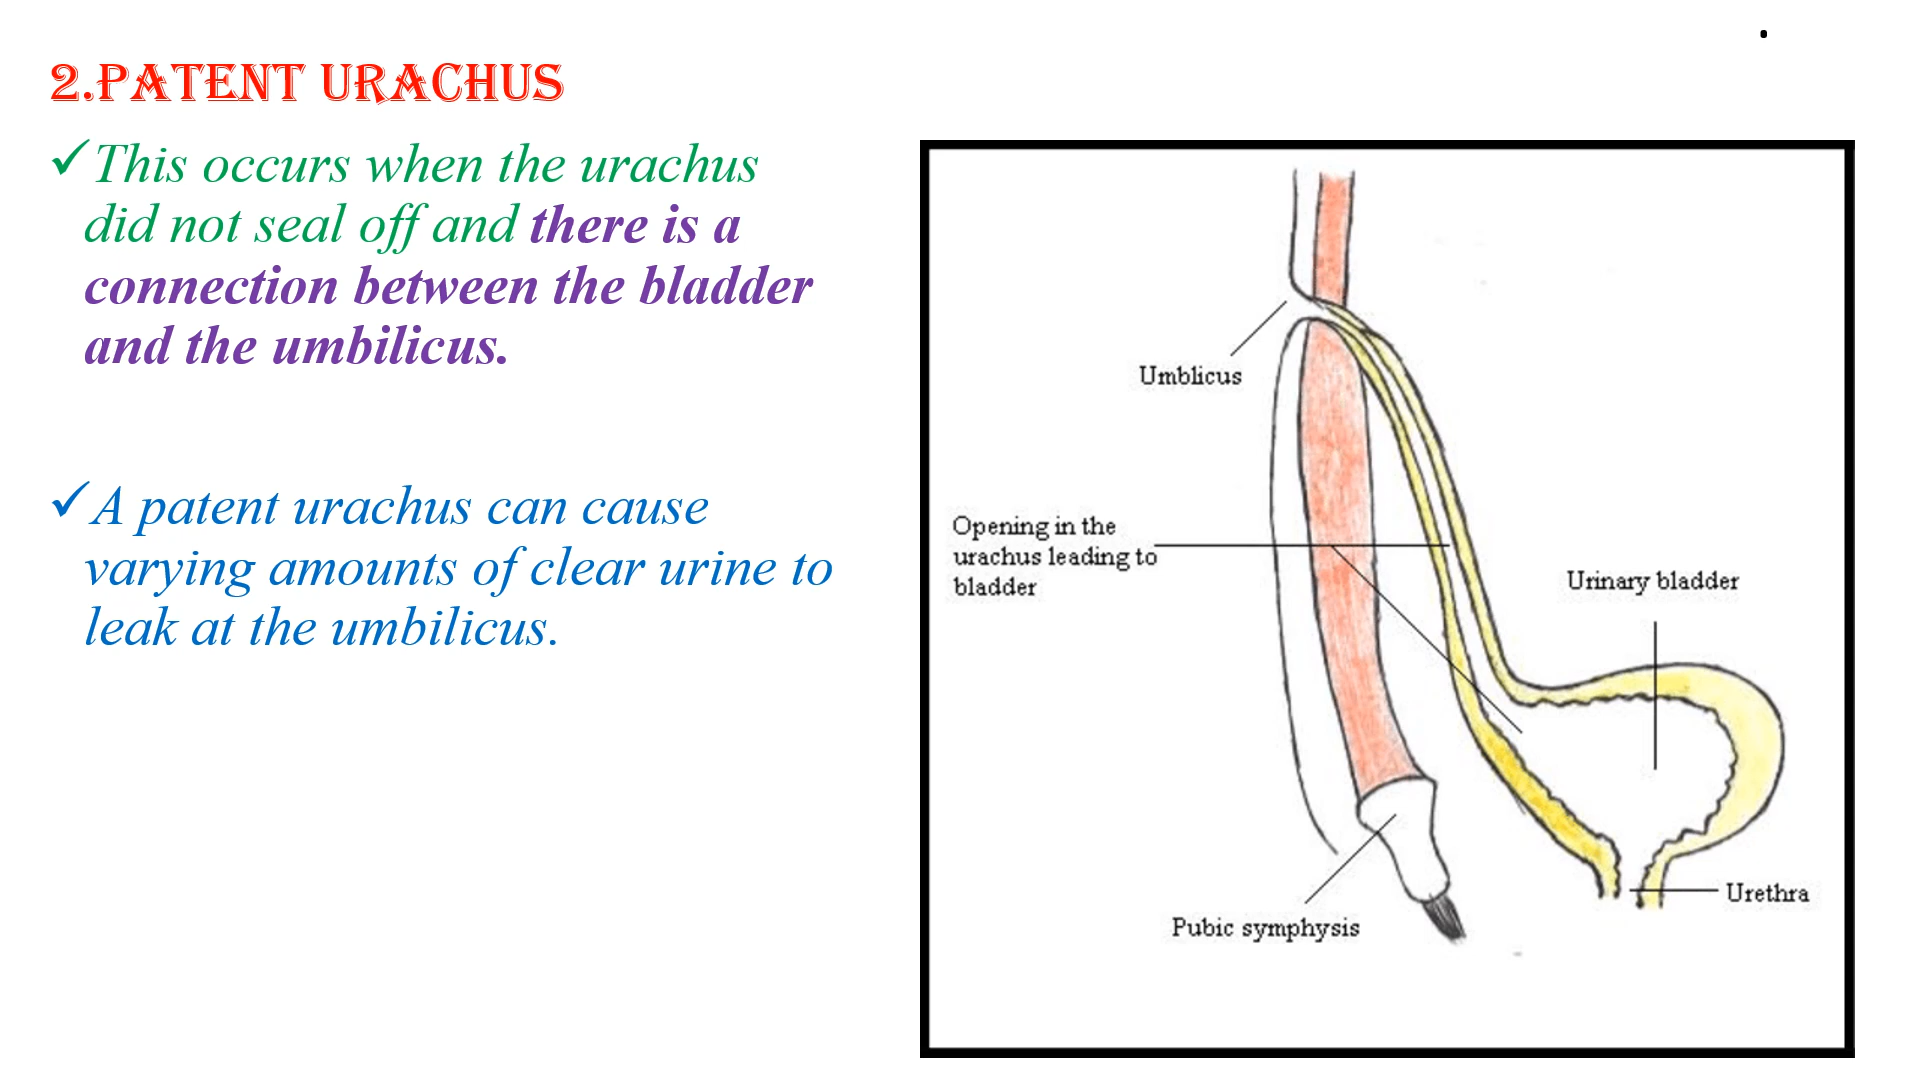 2.PATENT URACHUS
✓This occurs when the urachus
did not seal off and there is a
connection between the bladder
and the umbilicus.
✓A patent urachus can cause
varying amounts of clear urine to
leak at the umbilicus.
.
Umblicus
Opening in the
urachus leading to
bladder
Urinary bladder
Urethra
Pubic symphysis